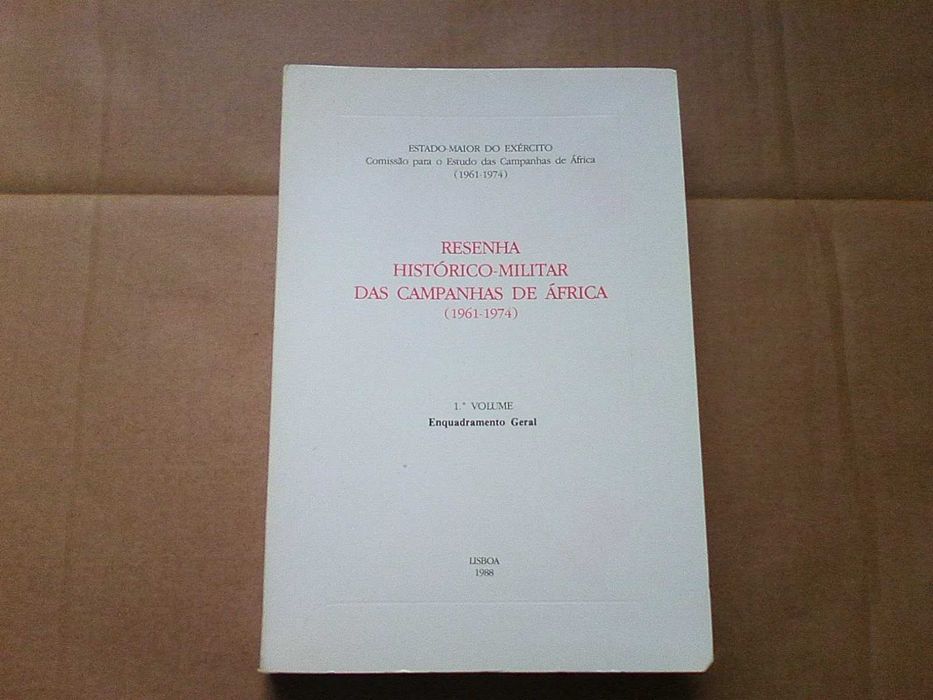 ESTADO-MAIOR DO EXÉRCITO
Comissão para o Estudo das Campanhas de África
(1961-1974)
RESENHA
HISTÓRICO-MILITAR
DAS CAMPANHAS DE ÁFRICA
(1961-1974)
1.º VOLUME
Enquadramento Geral
LISBOA
1988